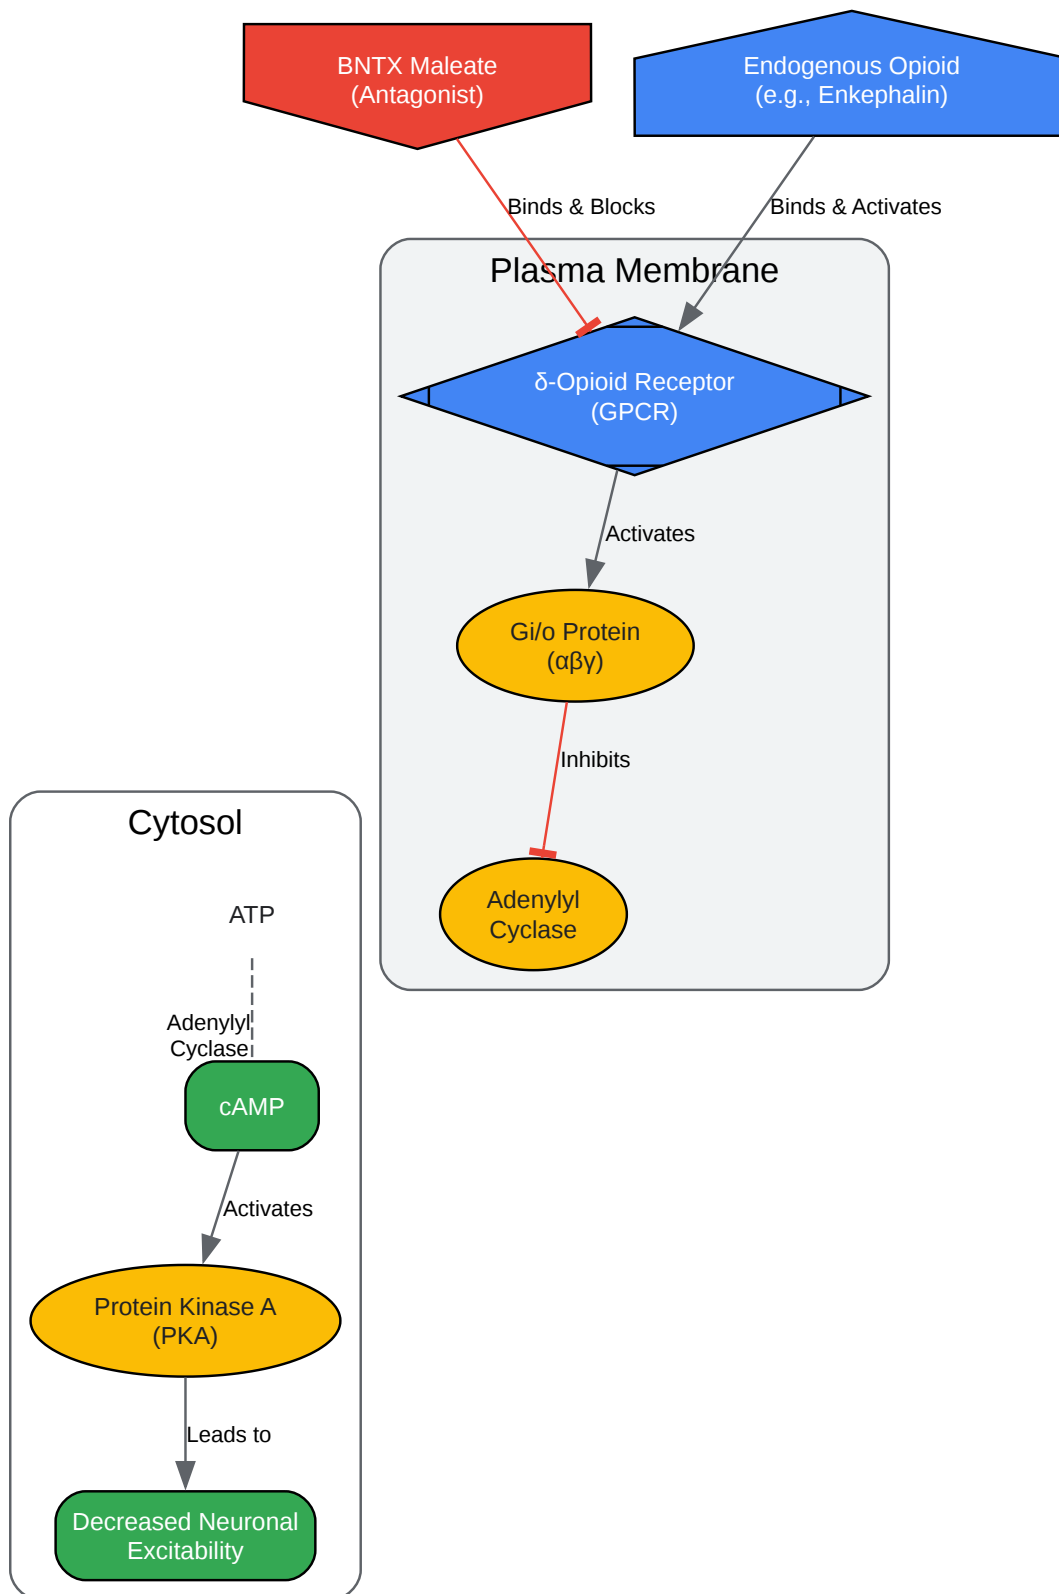 BNTX Maleate
(Antagonist)
Endogenous Opioid
(e.g., Enkephalin)
Binds & Blocks
Binds & Activates
Plasma Membrane
δ-Opioid Receptor
(GPCR)
Activates
Gi/o Protein
(αβγ)
Inhibits
Adenylyl
Cyclase
Cytosol
ATP
Adenylyl
Cyclase
cAMP
Activates
Protein Kinase A
(PKA)
Leads to
Decreased Neuronal
Excitability